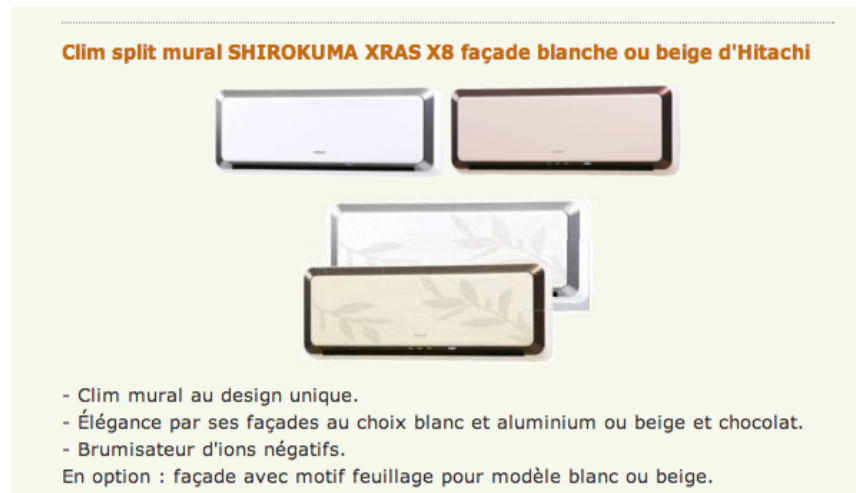 Clim split mural SHIROKUMA XRAS X8 façade blanche ou beige d'Hitachi
- Clim mural au design unique.
- Élégance par ses façades au choix blanc et aluminium ou beige et chocolat.
- Brumisateur d'ions négatifs.
En option : façade avec motif feuillage pour modèle blanc ou beige.